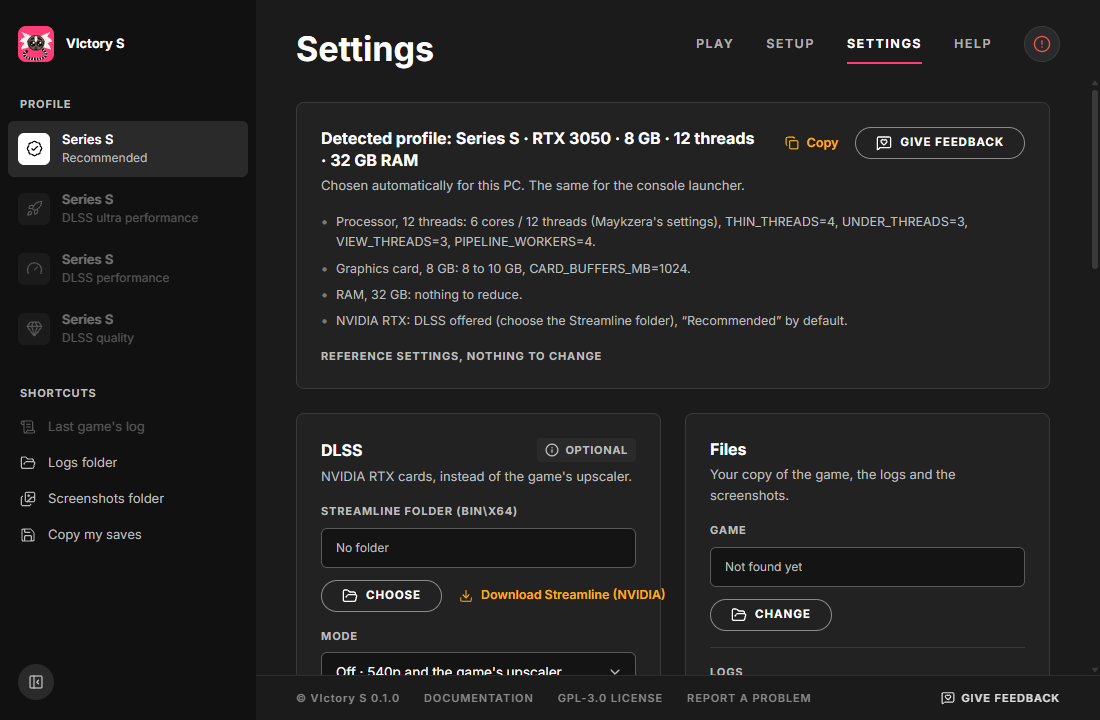 VIctory S
PROFILE
Series S
Recommended
Series S
DLSS ultra performance
Series S
DLSS performance
Series S
DLSS quality
SHORTCUTS
Last game's log
Logs folder
Screenshots folder
Copy my saves
Settings
PLAY
SETUP
SETTINGS
HELP
Detected profile: Series S · RTX 3050 · 8 GB · 12 threads
· 32 GB RAM
Copy
GIVE FEEDBACK
Chosen automatically for this PC. The same for the console launcher.
• Processor, 12 threads: 6 cores / 12 threads (Maykzera's settings), THIN_THREADS=4, UNDER_THREADS=3,
VIEW_THREADS=3, PIPELINE_WORKERS=4.
• Graphics card, 8 GB: 8 to 10 GB, CARD_BUFFERS_MB=1024.
• RAM, 32 GB: nothing to reduce.
• NVIDIA RTX: DLSS offered (choose the Streamline folder), “Recommended” by default.
REFERENCE SETTINGS, NOTHING TO CHANGE
DLSS
OPTIONAL
NVIDIA RTX cards, instead of the game's upscaler.
STREAMLINE FOLDER (BIN\X64)
No folder
CHOOSE
Download Streamline (NVIDIA)
MODE
Off · 540p and the game's upscaler
Files
Your copy of the game, the logs and the
screenshots.
GAME
Not found yet
CHANGE
LOGS
© VIctory S 0.1.0
DOCUMENTATION
GPL-3.0 LICENSE
REPORT A PROBLEM
GIVE FEEDBACK